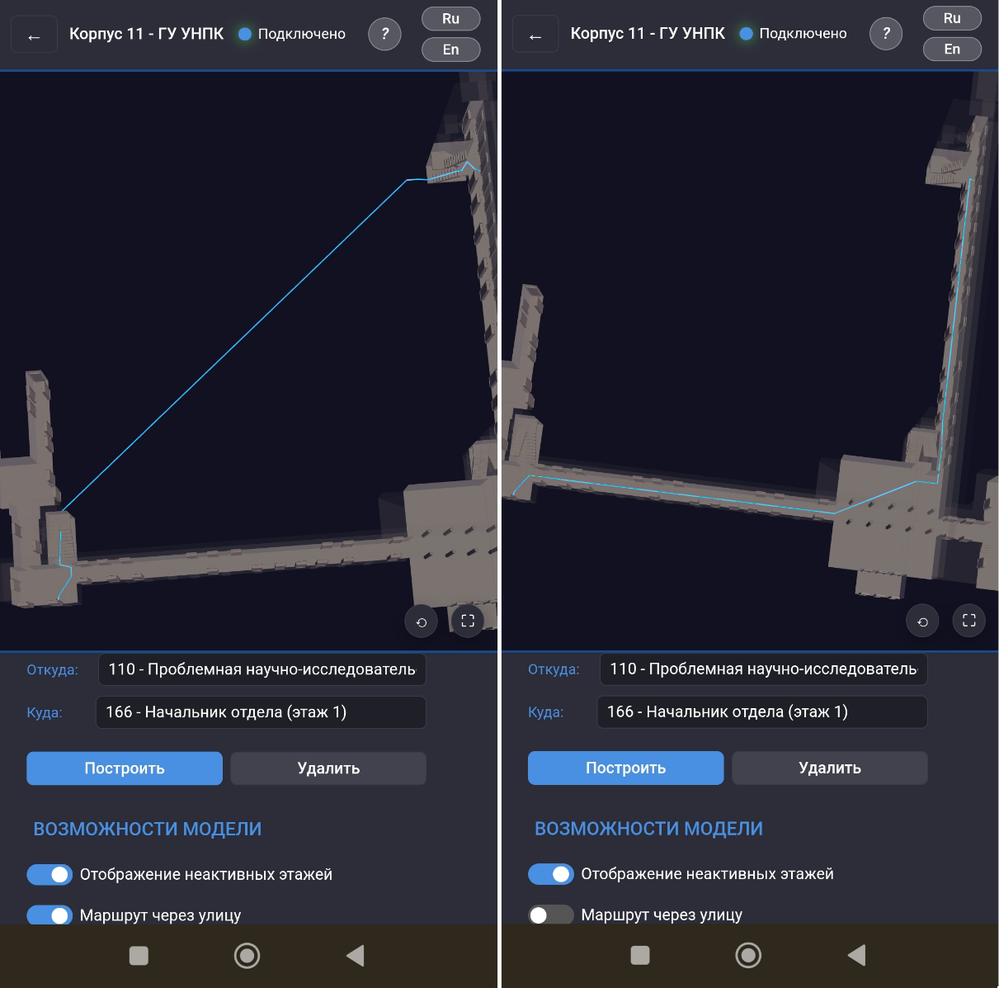 ← Корпус 11 - ГУ УНПК Подключено ? Ru
En
Откуда: 110 - Проблемная научно-исследователь
Куда: 166 - Начальник отдела (этаж 1)
Построить Удалить
ВОЗМОЖНОСТИ МОДЕЛИ
Отображение неактивных этажей
Маршрут через улицу
← Корпус 11 - ГУ УНПК Подключено ? Ru
En
Откуда: 110 - Проблемная научно-исследователь
Куда: 166 - Начальник отдела (этаж 1)
Построить Удалить
ВОЗМОЖНОСТИ МОДЕЛИ
Отображение неактивных этажей
Маршрут через улицу